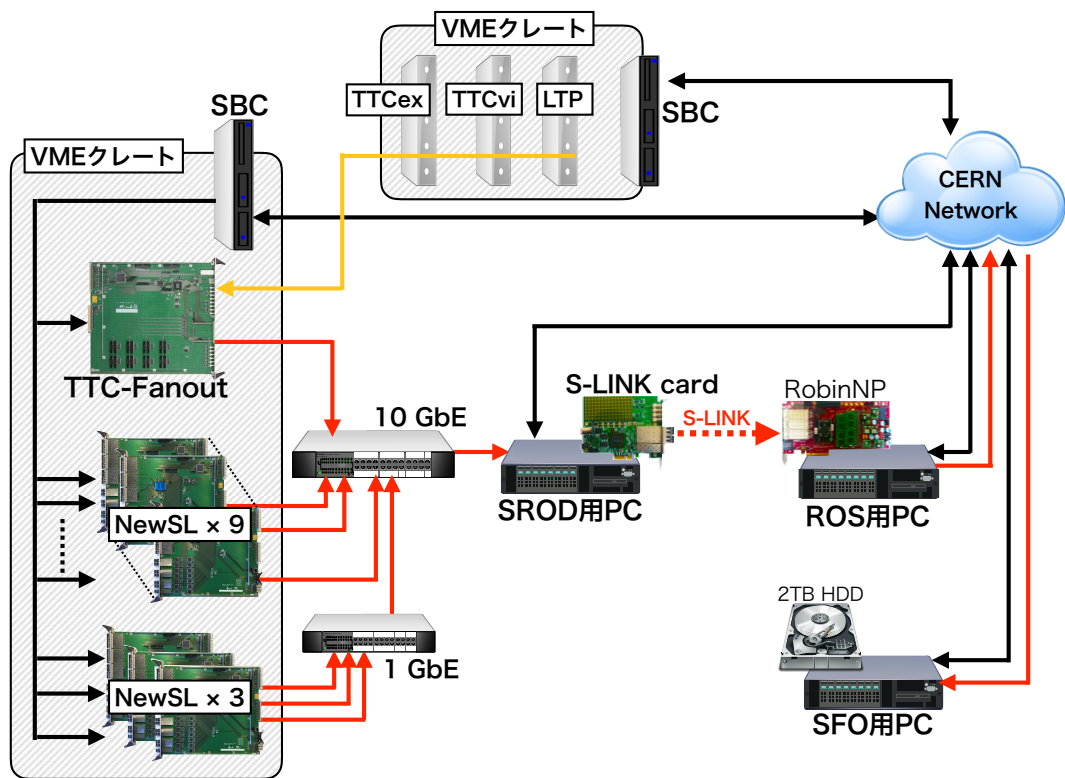 VMEクレート
TTCex
TTCvi
LTP
SBC
SBC
VMEクレート
CERN
Network
TTC-Fanout
10 GbE
S-LINK card
S-LINK
RobinNP
SROD用PC
ROS用PC
NewSL × 9
2TB HDD
1 GbE
NewSL × 3
SFO用PC